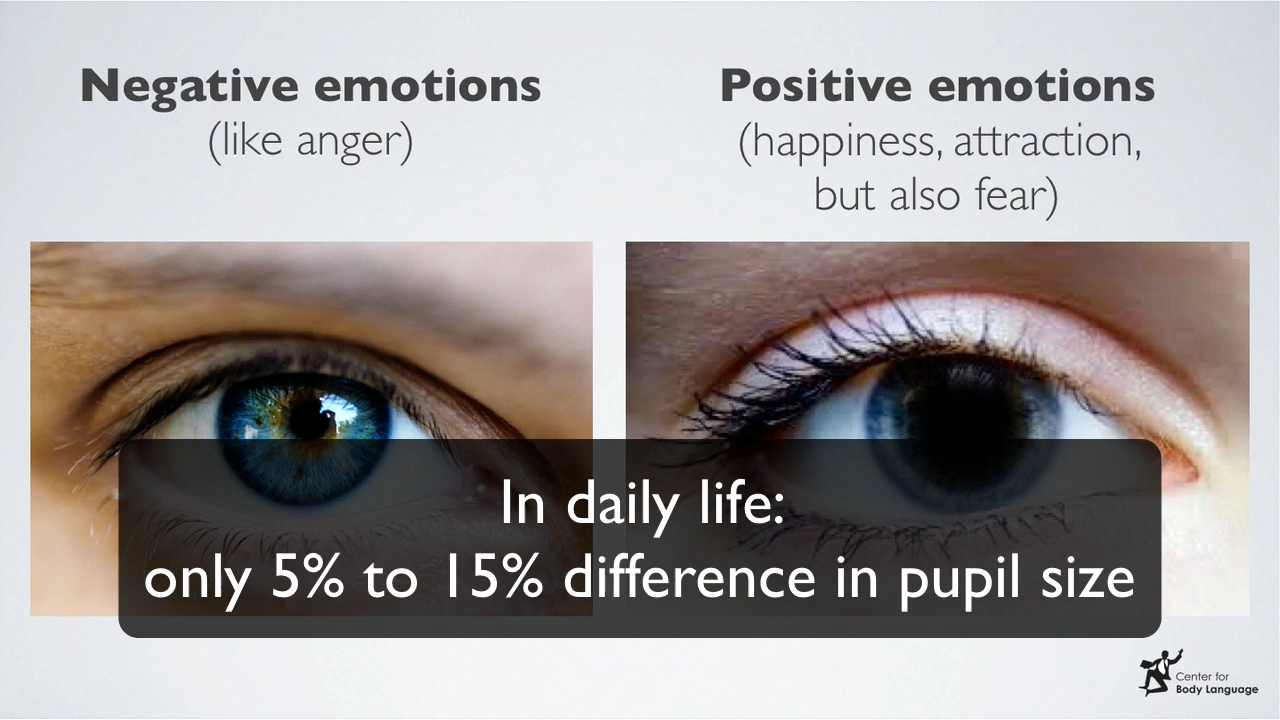 Negative emotions
(like anger)
Positive emotions
(happiness, attraction,
but also fear)
In daily life:
only 5% to 15% difference in pupil size
Center for
Body Language